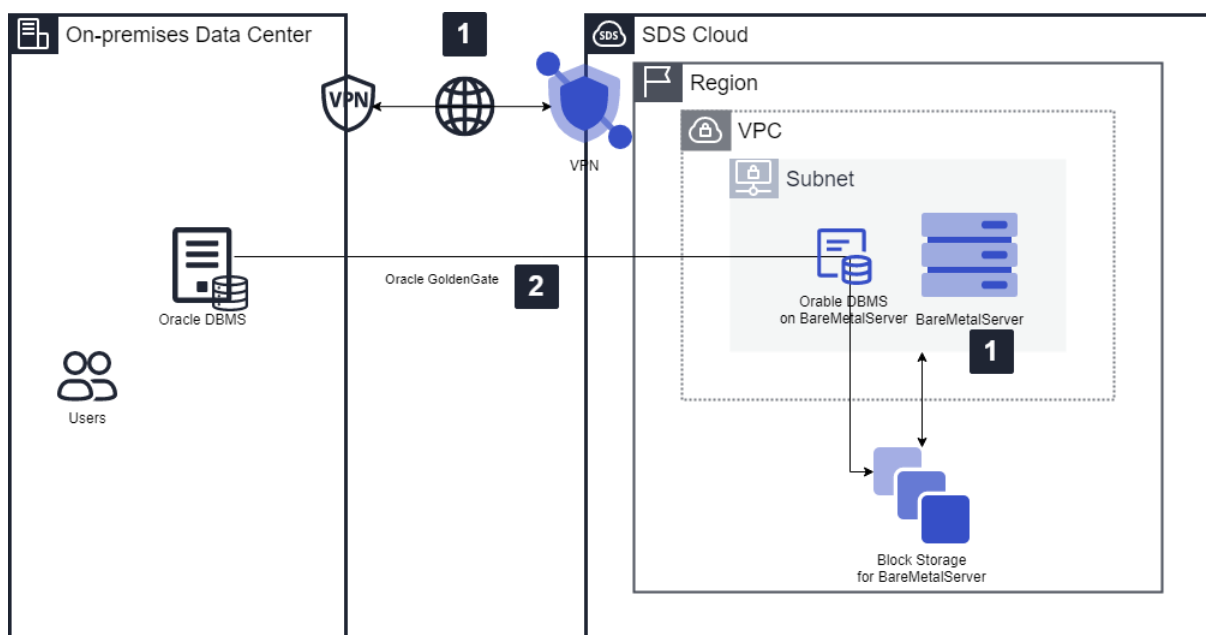 On-premises Data Center
1
SDS
SDS Cloud
Region
VPN
VPN
VPC
Subnet
Oracle GoldenGate
2
Oracle DBMS
Orable DBMS
on BareMetalServer
BareMetalServer
1
Users
Block Storage
for BareMetalServer